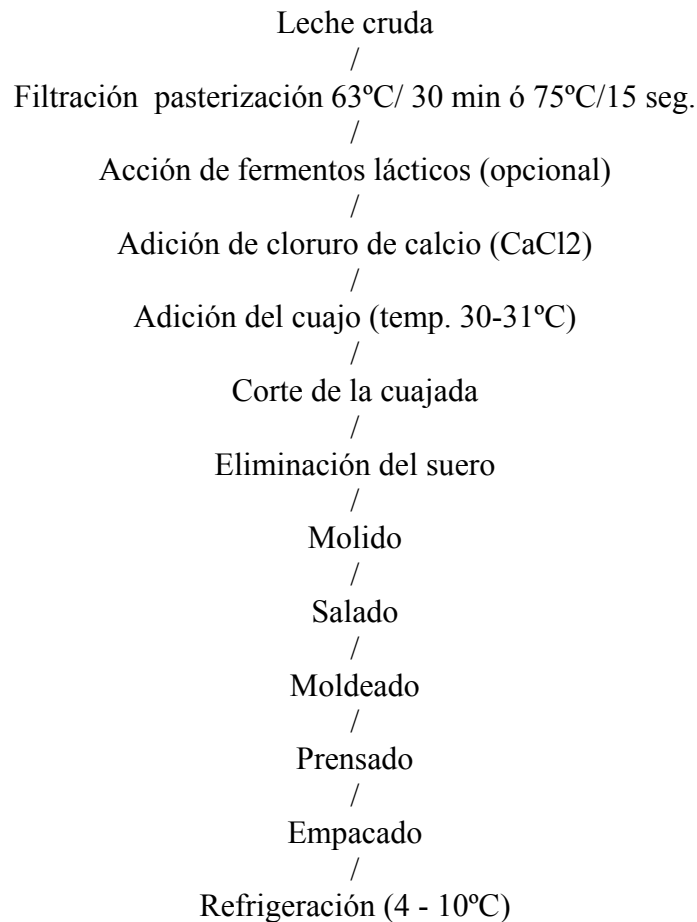 Leche cruda
/
Filtración  pasterización 63ºC/ 30 min ó 75ºC/15 seg.
/
Acción de fermentos lácticos (opcional)
/
Adición de cloruro de calcio (CaCl2)
/
Adición del cuajo (temp. 30-31ºC)
/
Corte de la cuajada
/
Eliminación del suero
/
Molido
/
Salado
/
Moldeado
/
Prensado
/
Empacado
/
Refrigeración (4 - 10ºC)